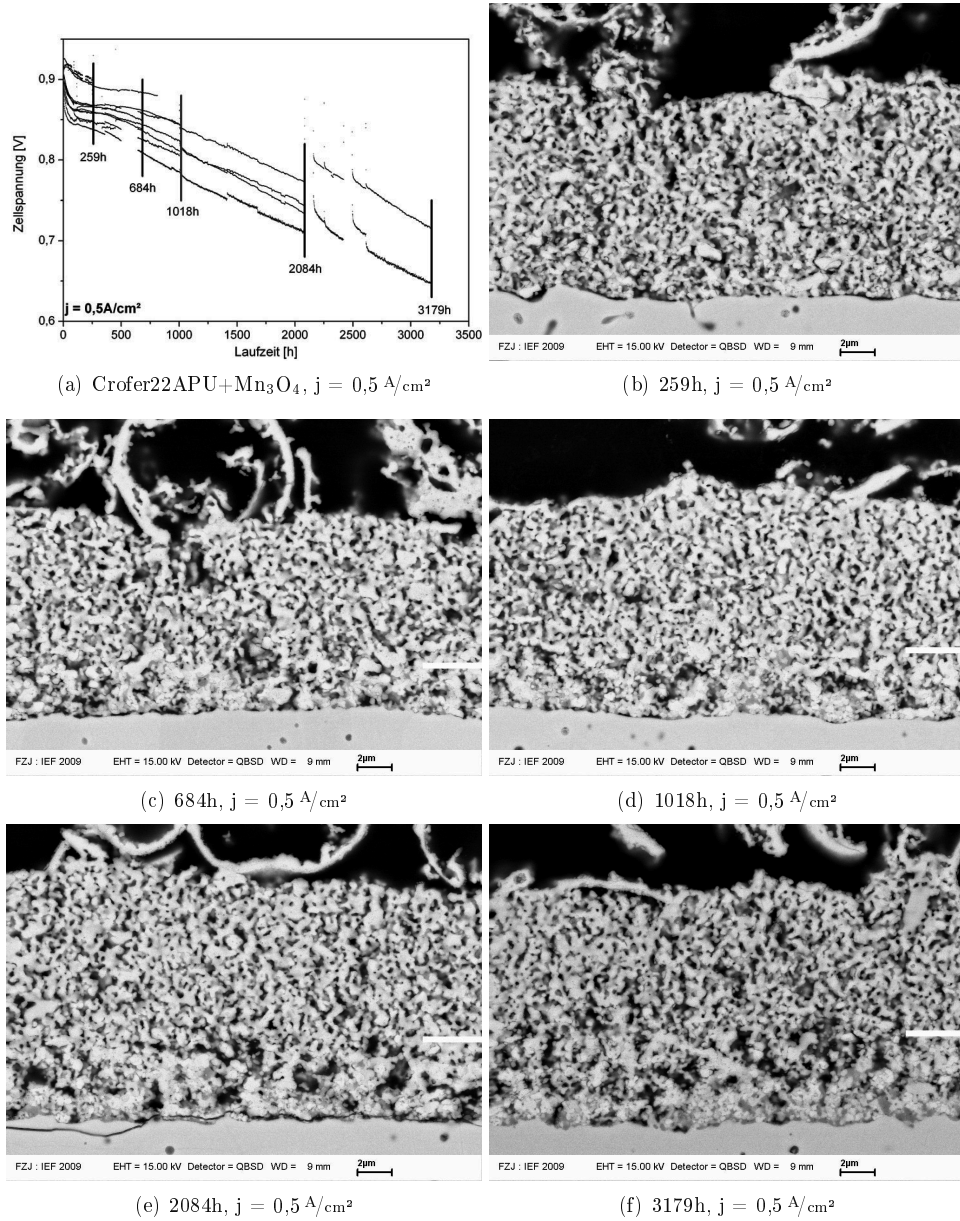 0,9
0,8
0,7
0,6
Zellspannung [V]
259h
684h
1018h
2084h
3179h
j = 0,5A/cm²
0 500 1000 1500 2000 2500 3000 3500
Laufzeit [h]
(a) Crofer22APU+Mn₃O₄, j = 0,5 A/cm²
FZJ : IEF 2009 EHT = 15.00 kV Detector = QBSD WD = 9 mm 2µm
(b) 259h, j = 0,5 A/cm²
FZJ : IEF 2009 EHT = 15.00 kV Detector = QBSD WD = 9 mm 2µm
(c) 684h, j = 0,5 A/cm²
FZJ : IEF 2009 EHT = 15.00 kV Detector = QBSD WD = 9 mm 2µm
(d) 1018h, j = 0,5 A/cm²
FZJ : IEF 2009 EHT = 15.00 kV Detector = QBSD WD = 9 mm 2µm
(e) 2084h, j = 0,5 A/cm²
FZJ : IEF 2009 EHT = 15.00 kV Detector = QBSD WD = 9 mm 2µm
(f) 3179h, j = 0,5 A/cm²